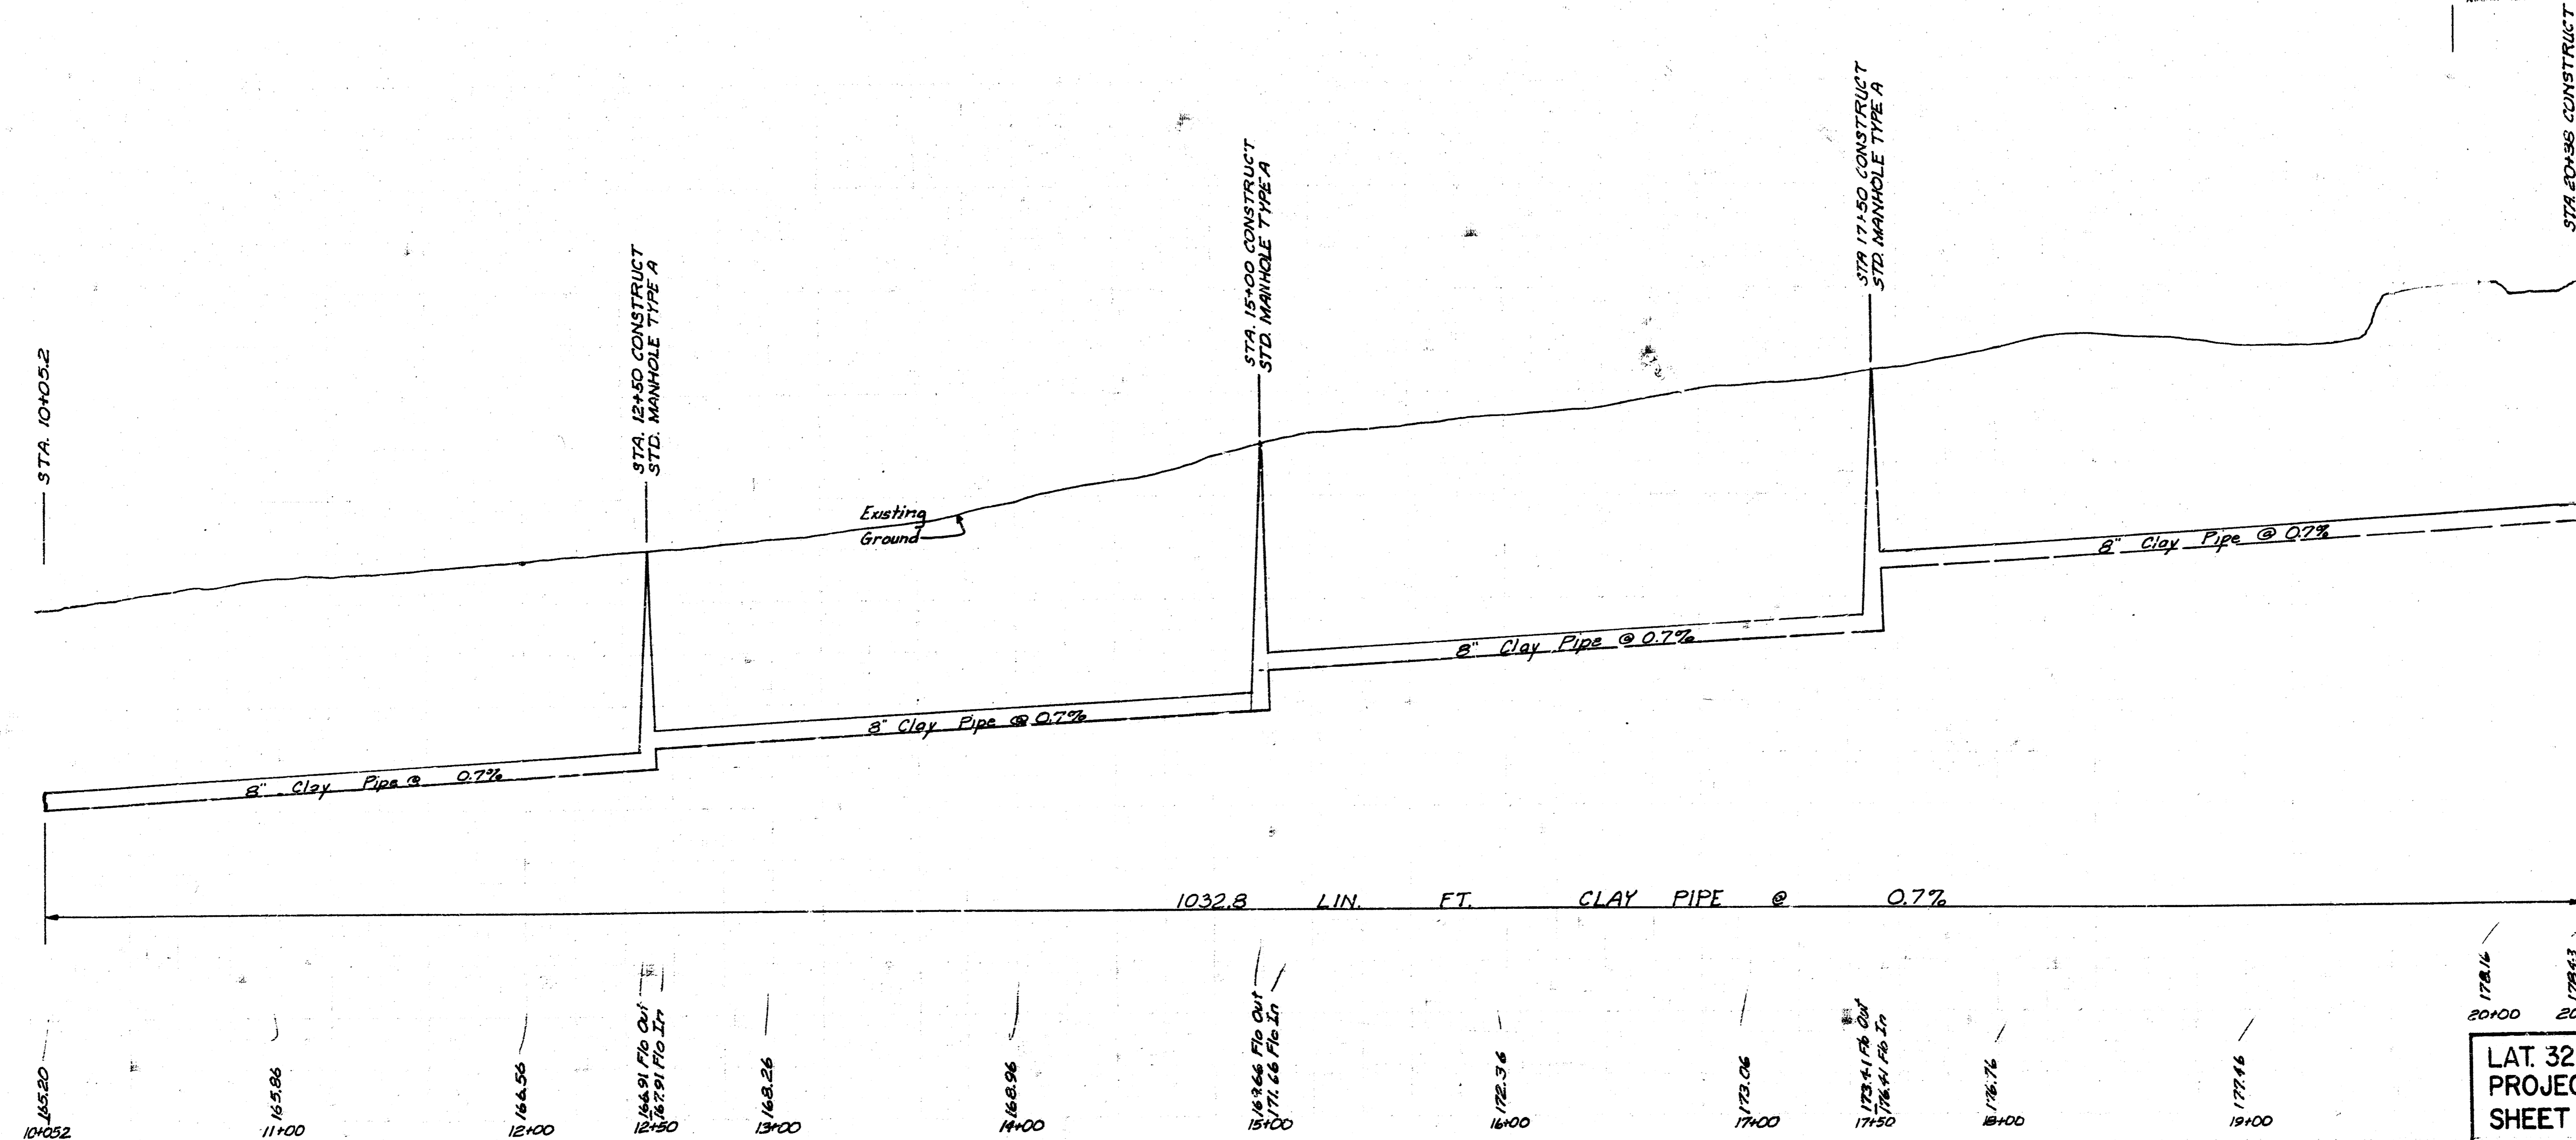 STA. 10+05.2
STA. 12+50 CONSTRUCT
STD. MANHOLE TYPE A
STA. 15+00 CONSTRUCT
STD. MANHOLE TYPE A
STA 17+50 CONSTRUCT
STD. MANHOLE TYPE A
STA 20+38 CONSTRUCT
Existing
Ground
8" Clay Pipe @ 0.7%
8" Clay Pipe @ 0.7%
8" Clay Pipe @ 0.7%
8" Clay Pipe @ 0.7%
1032.8 LIN. FT. CLAY PIPE @ 0.7%
165.20
10+052
165.86
11+00
166.56
12+00
166.91 Flo Out
167.91 Flo In
12+50
168.26
13+00
168.96
14+00
169.66 Flo Out
171.66 Flo In
15+00
172.36
16+00
173.06
17+00
173.41 Flo Out
176.41 Flo In
17+50
176.76
18+00
177.46
19+00
178.16
20+00
178.43
20
LAT. 32
PROJEC
SHEET